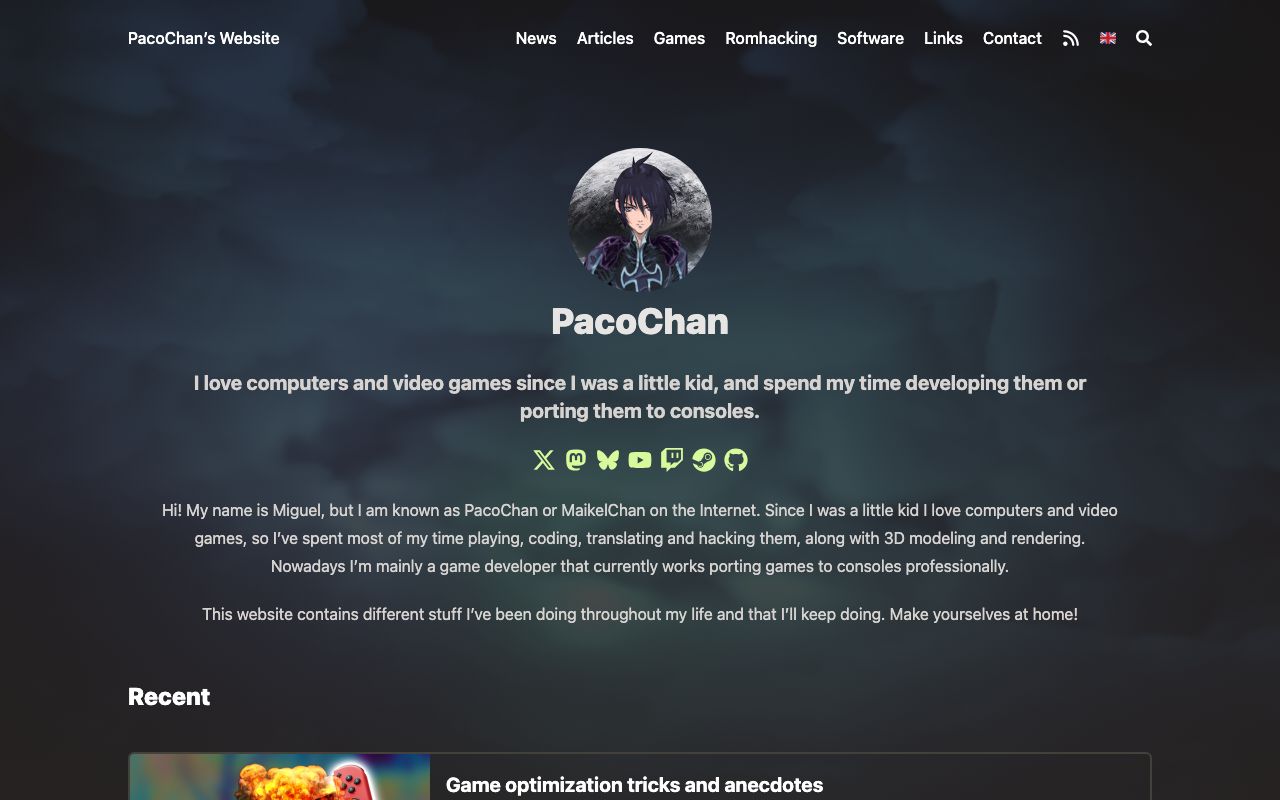 PacoChan’s Website
News Articles Games Romhacking Software Links Contact
PacoChan
I love computers and video games since I was a little kid, and spend my time developing them or
porting them to consoles.
Hi! My name is Miguel, but I am known as PacoChan or MaikelChan on the Internet. Since I was a little kid I love computers and video
games, so I’ve spent most of my time playing, coding, translating and hacking them, along with 3D modeling and rendering.
Nowadays I’m mainly a game developer that currently works porting games to consoles professionally.
This website contains different stuff I’ve been doing throughout my life and that I’ll keep doing. Make yourselves at home!
Recent
Game optimization tricks and anecdotes